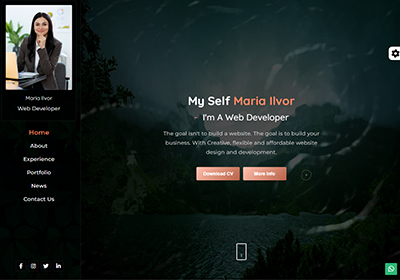 Maria Ilvor
Web Developer
Home
About
Experience
Portfolio
News
Contact Us
My Self Maria Ilvor
- I'm A Web Developer
The goal isn't to build a website. The goal is to build your
business. With Creative, flexible and affordable website
design and development.
Download CV
More Info